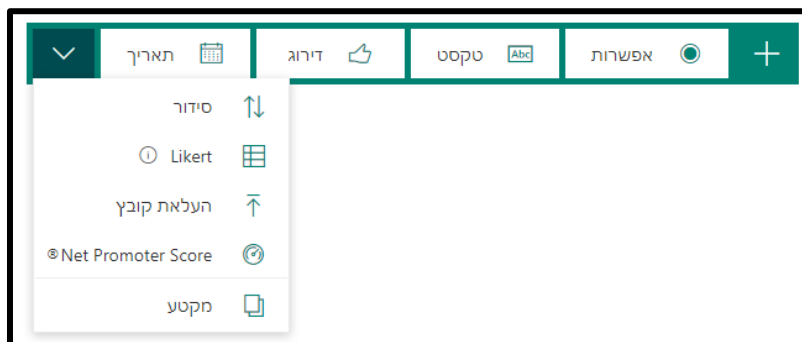 אפשרות Abc טקסט דירוג תאריך
סידור
Likert
העלאת קובץ
Net Promoter Score®
מקטע